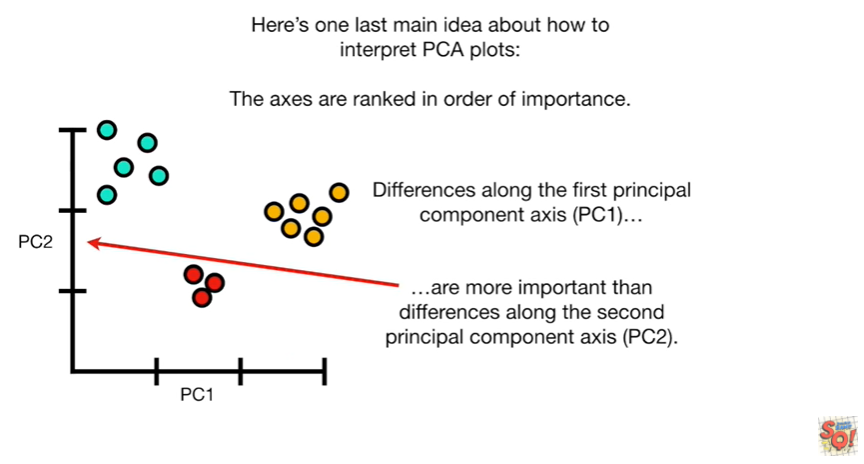 Here’s one last main idea about how to
interpret PCA plots:
The axes are ranked in order of importance.
Differences along the first principal
component axis (PC1)…
PC2
…are more important than
differences along the second
principal component axis (PC2).
PC1
SQ!